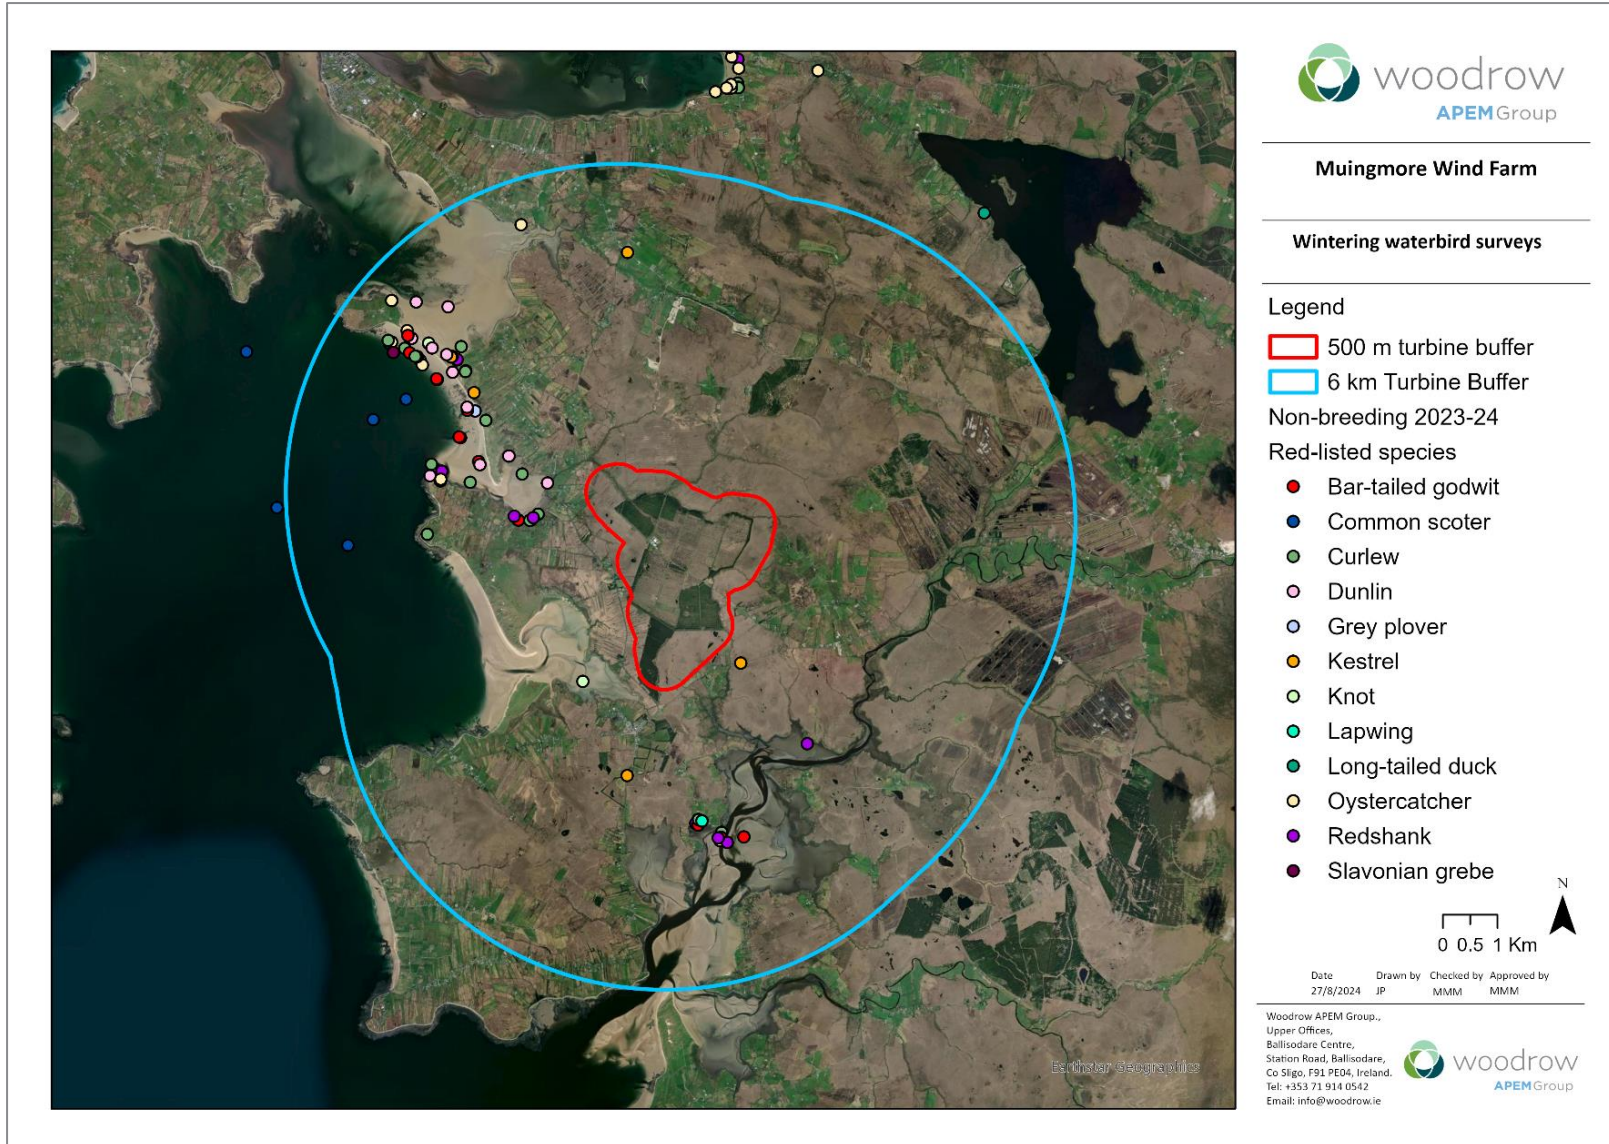 woodrow
APEMGroup
Muingmore Wind Farm
Wintering waterbird surveys
Legend
500 m turbine buffer
6 km Turbine Buffer
Non-breeding 2023-24
Red-listed species
Bar-tailed godwit
Common scoter
Curlew
Dunlin
Grey plover
Kestrel
Knot
Lapwing
Long-tailed duck
Oystercatcher
Redshank
Slavonian grebe
N
0 0.5 1 Km
Date Drawn by Checked by Approved by
27/8/2024 JP MMM MMM
Woodrow APEM Group.,
Upper Offices,
Ballisodare Centre,
Station Road, Ballisodare,
Co Sligo, F91 PE04, Ireland.
Tel: +353 71 914 0542
Email: info@woodrow.ie
woodrow
APEMGroup
Earthstar Geographics